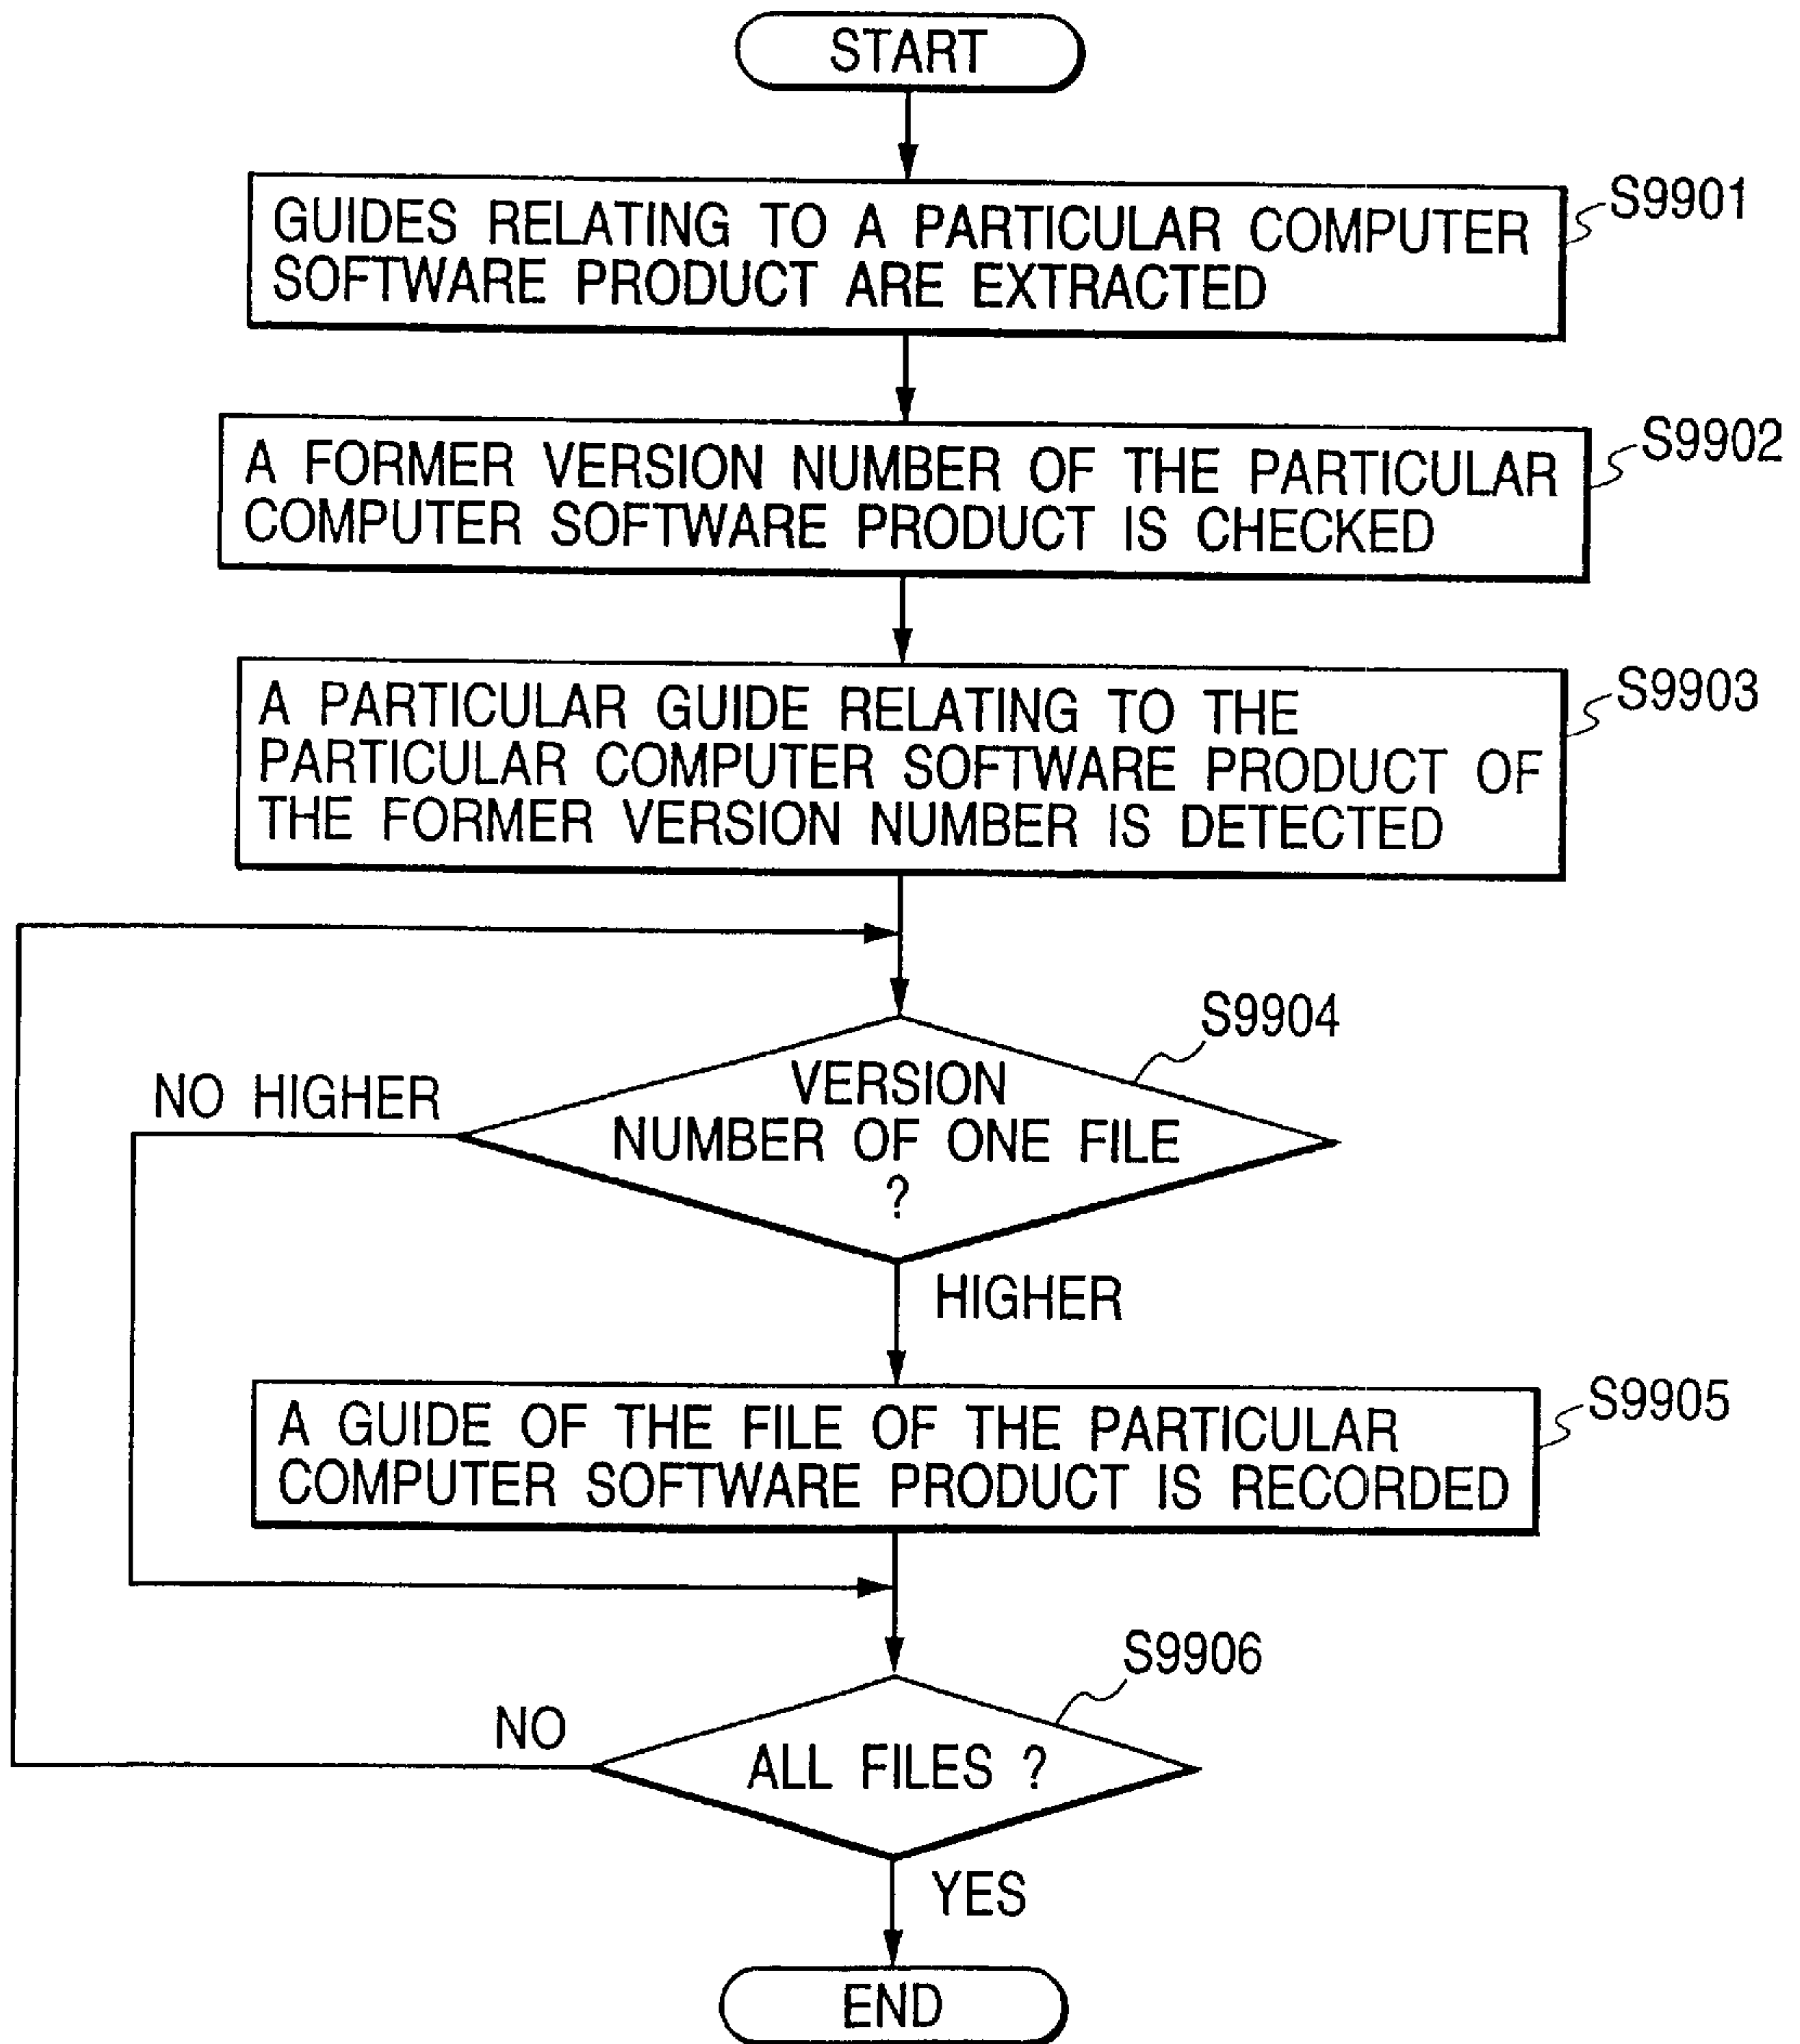 START
GUIDES RELATING TO A PARTICULAR COMPUTER
SOFTWARE PRODUCT ARE EXTRACTED
S9901
A FORMER VERSION NUMBER OF THE PARTICULAR
COMPUTER SOFTWARE PRODUCT IS CHECKED
S9902
A PARTICULAR GUIDE RELATING TO THE
PARTICULAR COMPUTER SOFTWARE PRODUCT OF
THE FORMER VERSION NUMBER IS DETECTED
S9903
S9904
VERSION
NUMBER OF ONE FILE
?
NO HIGHER
HIGHER
A GUIDE OF THE FILE OF THE PARTICULAR
COMPUTER SOFTWARE PRODUCT IS RECORDED
S9905
S9906
ALL FILES ?
NO
YES
END